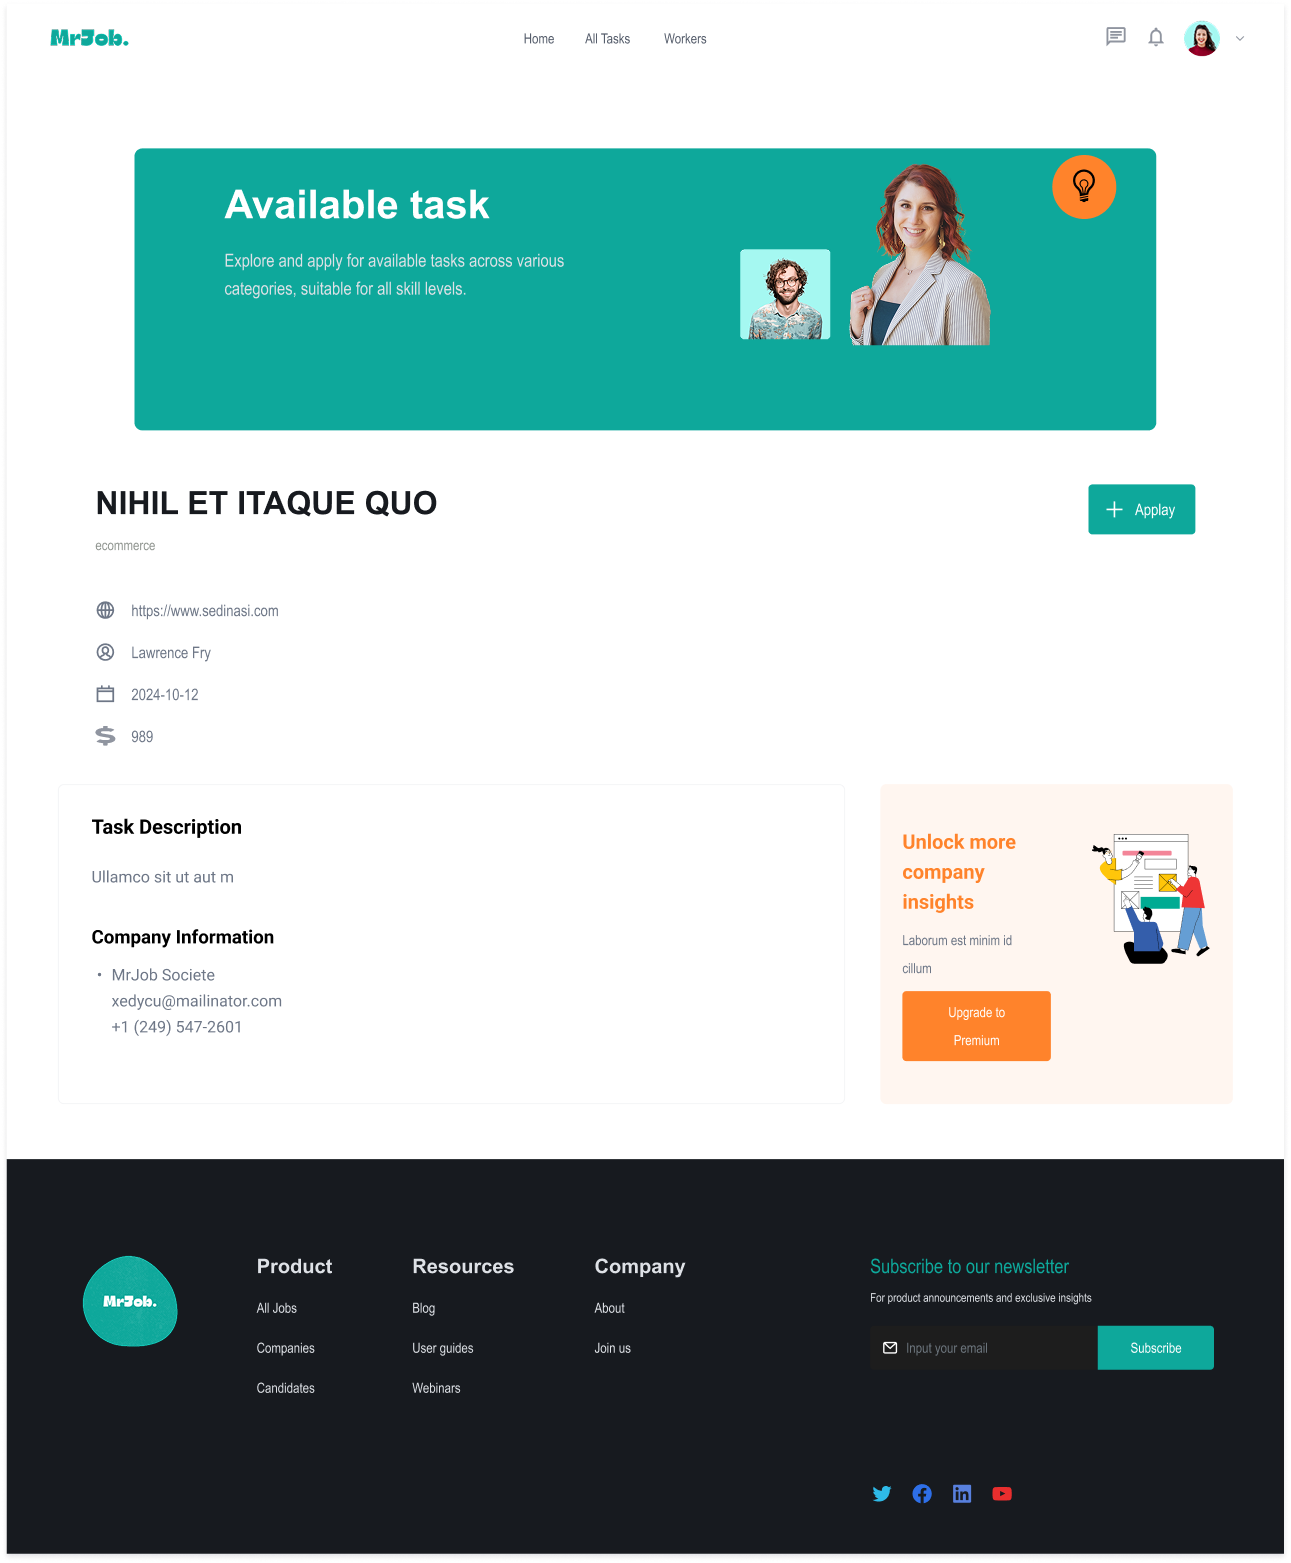 MrJob.
Home All Tasks Workers
Available task
Explore and apply for available tasks across various
categories, suitable for all skill levels.
NIHIL ET ITAQUE QUO
Applay
ecommerce
https://www.sedinasi.com
Lawrence Fry
2024-10-12
989
Task Description
Ullamco sit ut aut m
Company Information
• MrJob Societe
xedycu@mailinator.com
+1 (249) 547-2601
Unlock more
company
insights
Laborum est minim id
cillum
Upgrade to
Premium
MrJob.
Product
All Jobs
Companies
Candidates
Resources
Blog
User guides
Webinars
Company
About
Join us
Subscribe to our newsletter
For product announcements and exclusive insights
Input your email
Subscribe